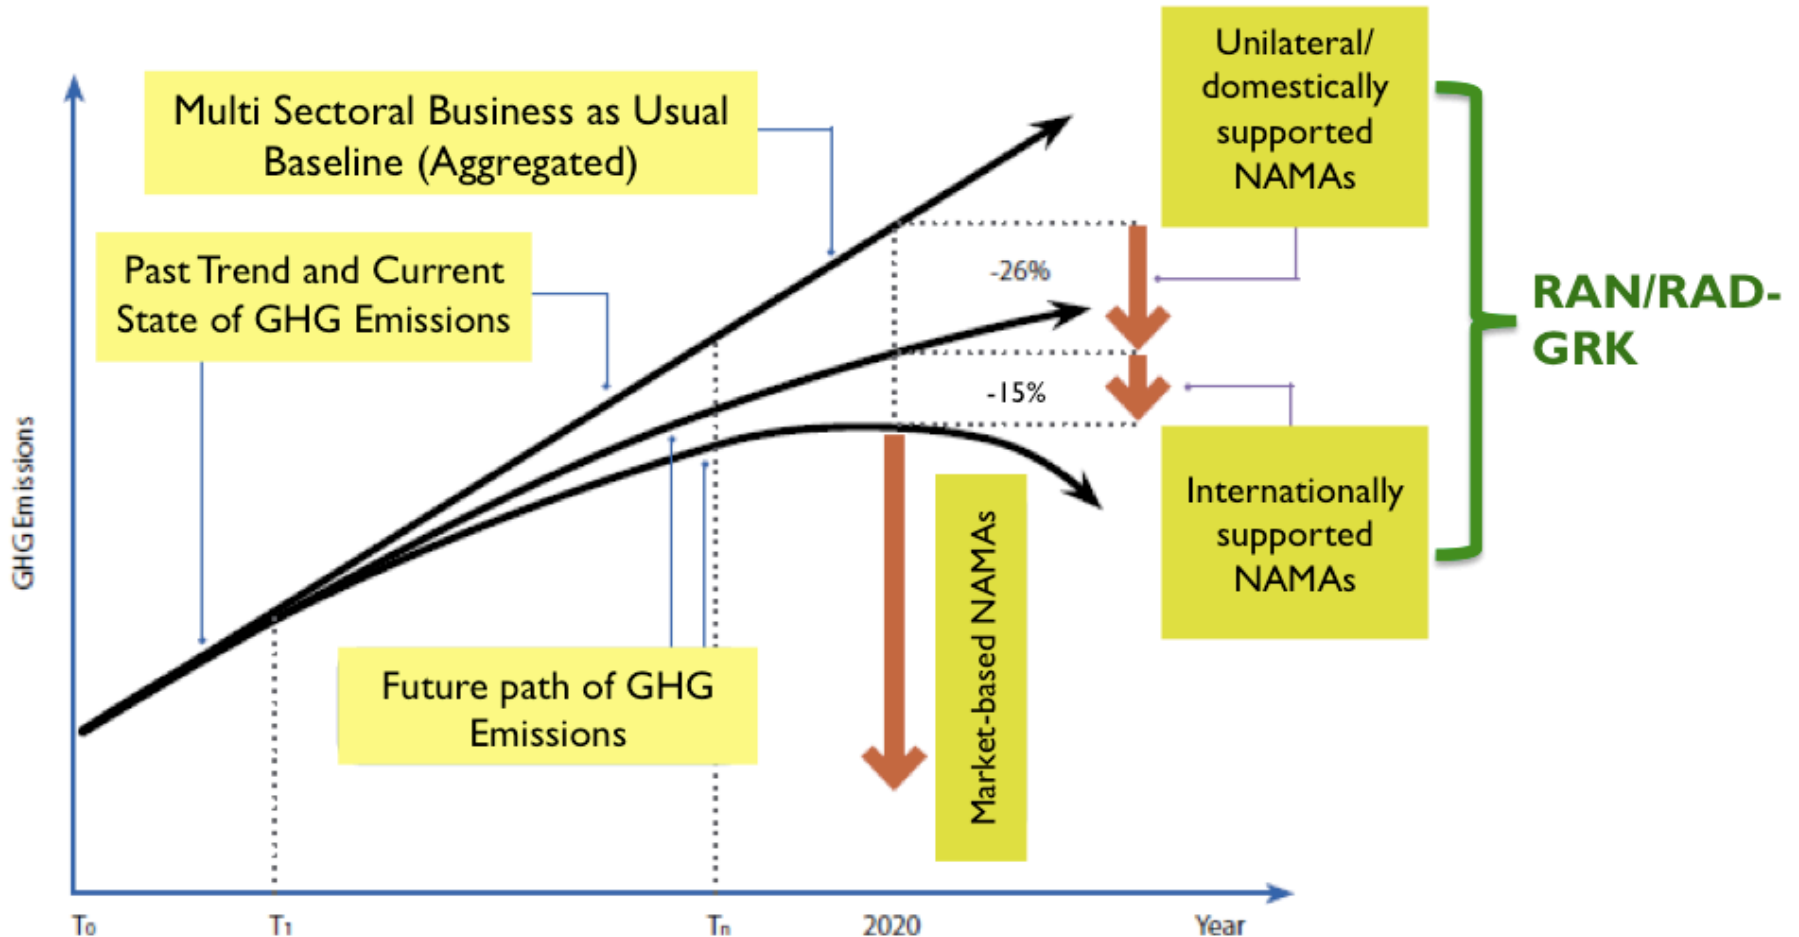 Unilateral/
domestically
supported
NAMAs
Multi Sectoral Business as Usual
Baseline (Aggregated)
Past Trend and Current
State of GHG Emissions
-26%
RAN/RAD-
GRK
-15%
GHG Emissions
Internationally
supported
NAMAs
Market-based NAMAs
Future path of GHG
Emissions
T0
T1
Tn
2020
Year